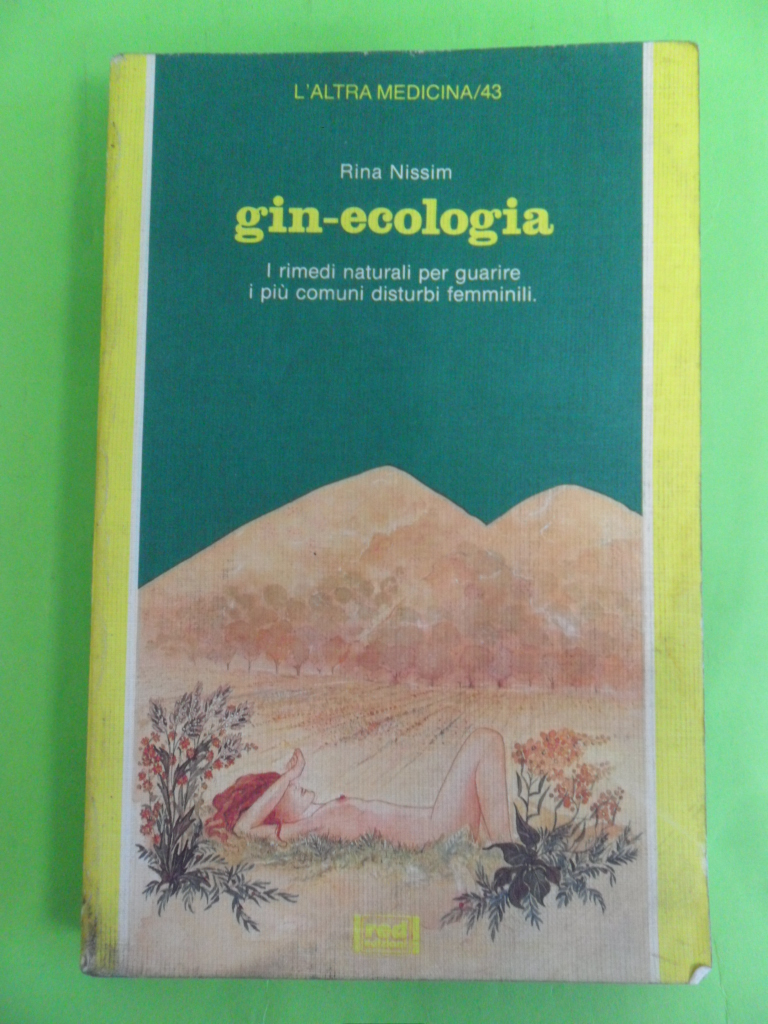 L'ALTRA MEDICINA/43
Rina Nissim
gin-ecologia
I rimedi naturali per guarire
i più comuni disturbi femminili.
red